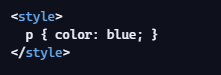 <style>
  p { color: blue; }
</style>